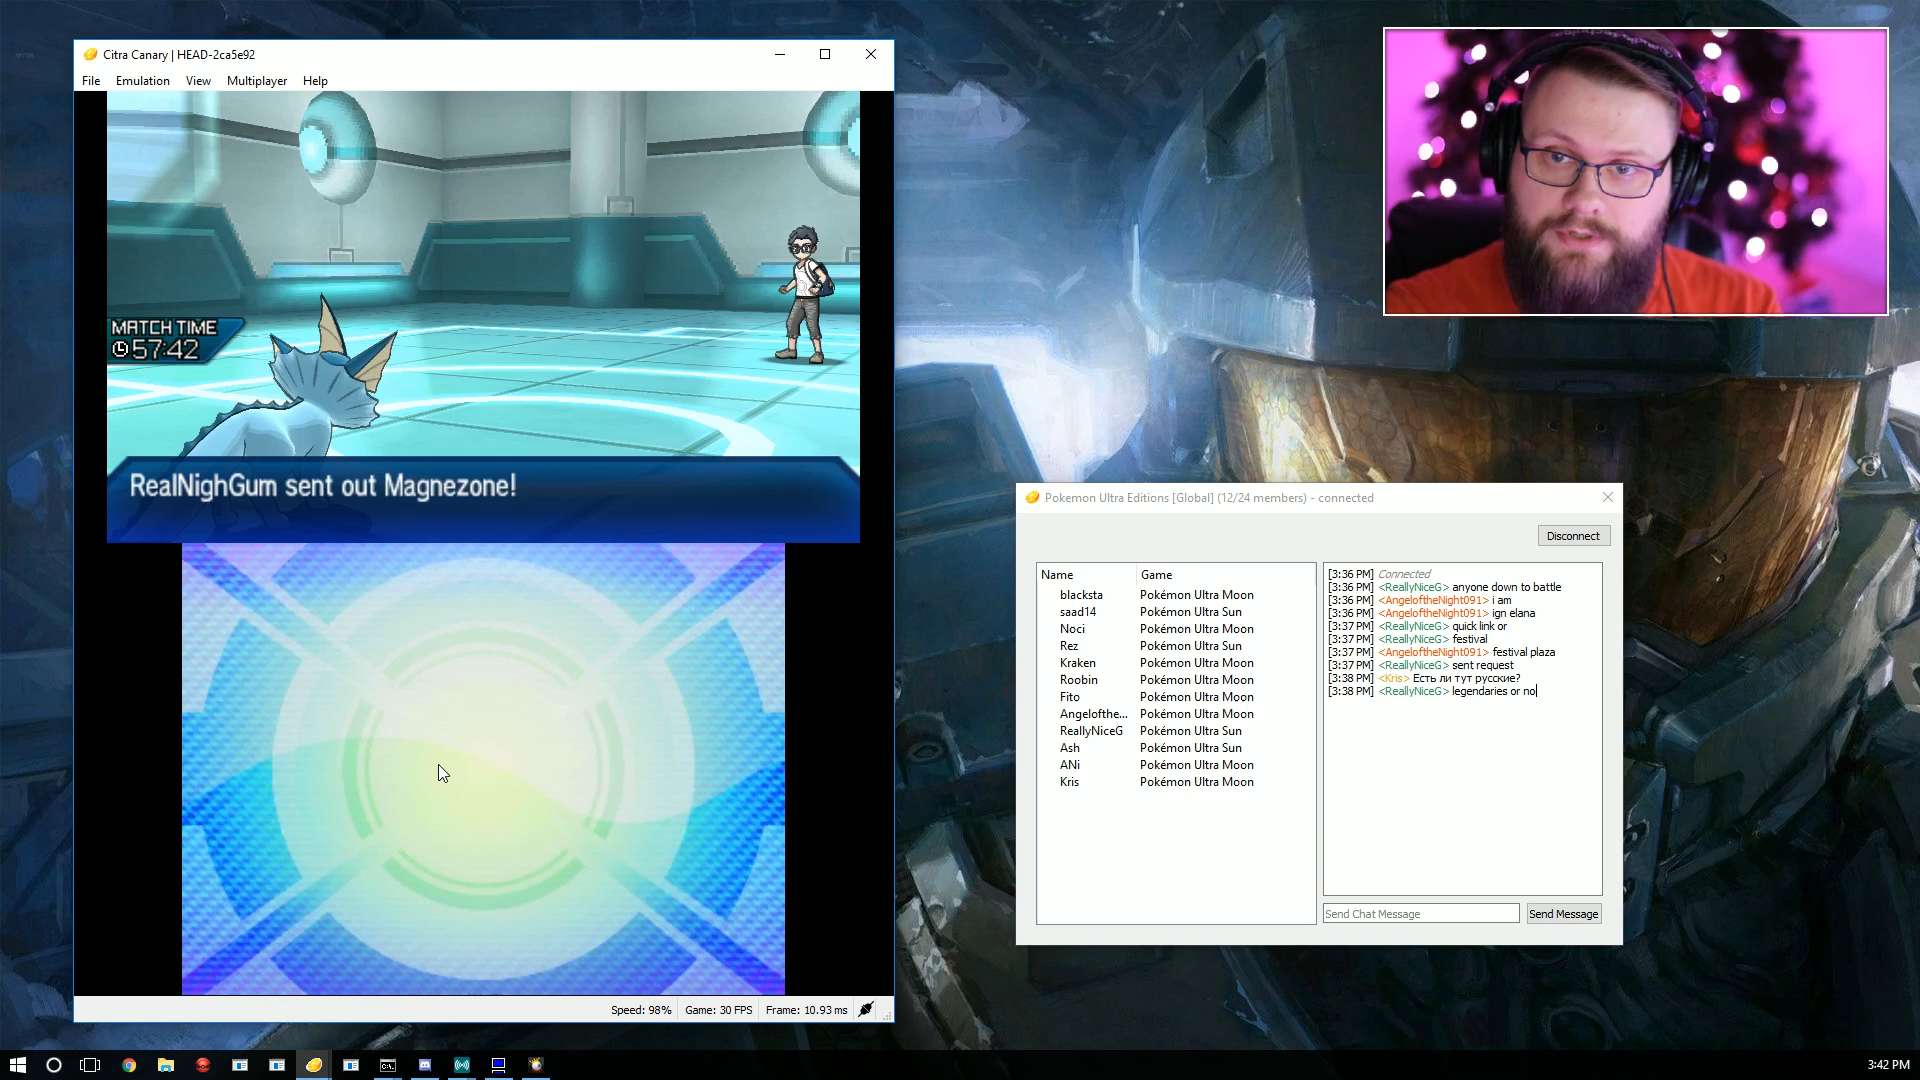 Citra Canary | HEAD-2ca5e92
File Emulation View Multiplayer Help
MATCH TIME
57:42
RealNighGum sent out Magnezone!
Speed: 98% Game: 30 FPS Frame: 10.93 ms
Pokemon Ultra Editions [Global] (12/24 members) - connected
Disconnect
Name Game
blacksta Pokémon Ultra Moon
saad14 Pokémon Ultra Sun
Noci Pokémon Ultra Moon
Rez Pokémon Ultra Sun
Kraken Pokémon Ultra Moon
Roobin Pokémon Ultra Moon
Fito Pokémon Ultra Moon
Angelofthe... Pokémon Ultra Moon
ReallyNiceG Pokémon Ultra Sun
Ash Pokémon Ultra Sun
ANi Pokémon Ultra Moon
Kris Pokémon Ultra Moon
[3:36 PM] Connected
[3:36 PM] <ReallyNiceG> anyone down to battle
[3:36 PM] <AngeloftheNight091> i am
[3:36 PM] <AngeloftheNight091> ign elana
[3:37 PM] <ReallyNiceG> quick link or
[3:37 PM] <ReallyNiceG> festival
[3:37 PM] <AngeloftheNight091> festival plaza
[3:37 PM] <ReallyNiceG> sent request
[3:38 PM] <Kris> Есть ли тут русские?
[3:38 PM] <ReallyNiceG> legendaries or no
Send Chat Message
Send Message
3:42 PM